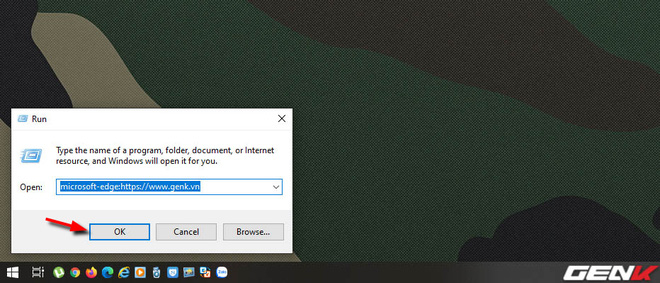 Run
Type the name of a program, folder, document, or Internet
resource, and Windows will open it for you.
Open:
microsoft-edge:https://www.genk.vn
OK
Cancel
Browse...
GENK